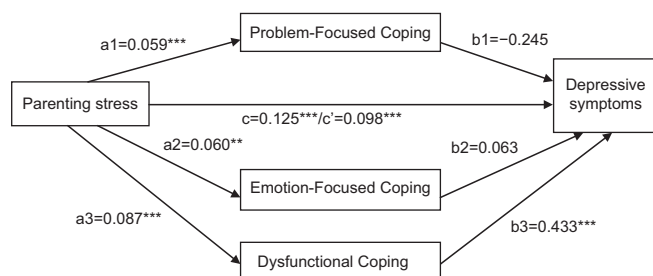 Problem-Focused Coping
a1=0.059***
b1=−0.245
Parenting stress
Depressive
symptoms
c=0.125***/c’=0.098***
a2=0.060**
b2=0.063
Emotion-Focused Coping
a3=0.087***
b3=0.433***
Dysfunctional Coping